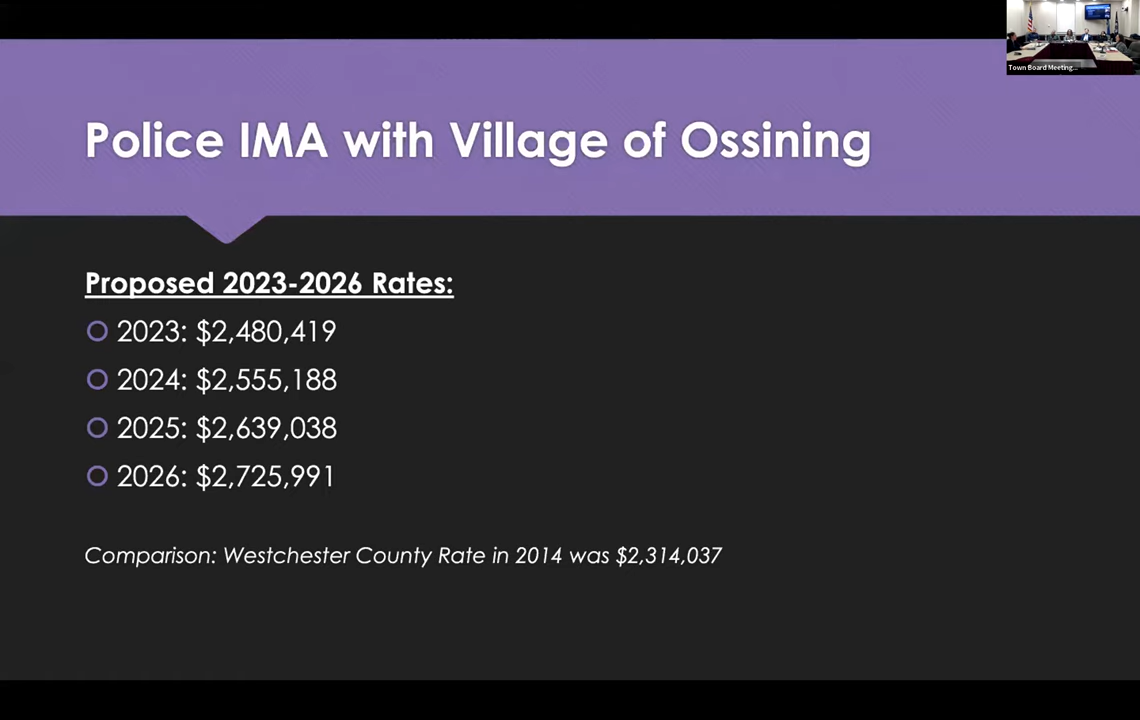 Town Board Meeting...
Police IMA with Village of Ossining
Proposed 2023-2026 Rates:
2023: $2,480,419
2024: $2,555,188
2025: $2,639,038
2026: $2,725,991
Comparison: Westchester County Rate in 2014 was $2,314,037